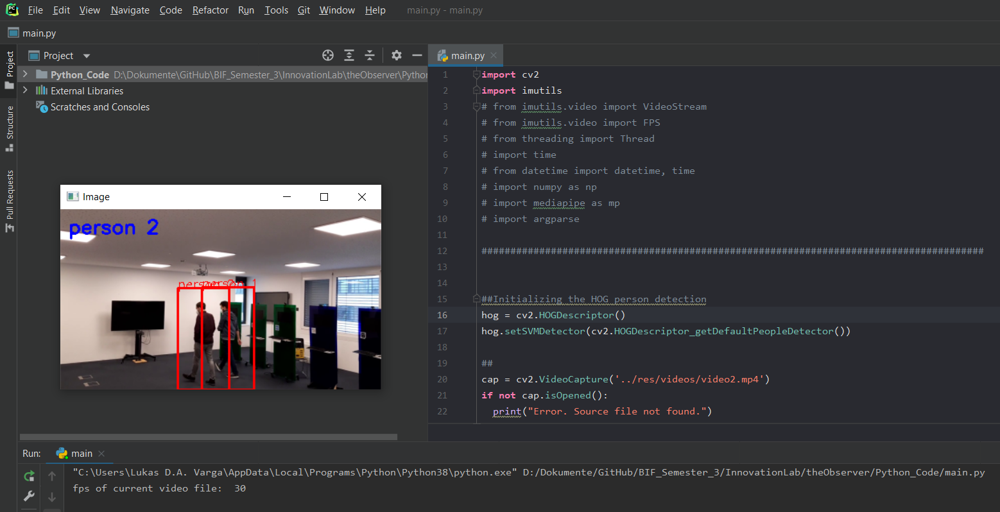 File Edit View Navigate Code Refactor Run Tools Git Window Help main.py - main.py
main.py
Project
Structure
Pull Requests
Project
Python_Code D:\Dokumente\GitHub\BIF_Semester_3\InnovationLab\theObserver\Python
External Libraries
Scratches and Consoles
Image
person 2
person 1
main.py
1 import cv2
2 import imutils
3 # from imutils.video import VideoStream
4 # from imutils.video import FPS
5 # from threading import Thread
6 # import time
7 # from datetime import datetime, time
8 # import numpy as np
9 # import mediapipe as mp
10 # import argparse
11
12 #######################################################################################
13
14
15 ##Initializing the HOG person detection
16 hog = cv2.HOGDescriptor()
17 hog.setSVMDetector(cv2.HOGDescriptor_getDefaultPeopleDetector())
18
19 ##
20 cap = cv2.VideoCapture('../res/videos/video2.mp4')
21 if not cap.isOpened():
22 print("Error. Source file not found.")
Run: main
"C:\Users\Lukas D.A. Varga\AppData\Local\Programs\Python\Python38\python.exe" D:/Dokumente/GitHub/BIF_Semester_3/InnovationLab/theObserver/Python_Code/main.py
fps of current video file: 30